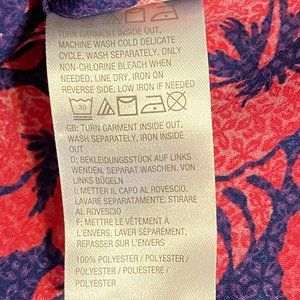 TURN GARMENT INSIDE OUT.
MACHINE WASH COLD DELICATE
CYCLE, WASH SEPARATELY. ONLY
NON-CHLORINE BLEACH WHEN
NEEDED, LINE DRY, IRON ON
REVERSE SIDE, LOW IRON IF NEEDED
30
GB: TURN GARMENT INSIDE OUT.
WASH SEPARATELY, IRON INSIDE
OUT
D: BEKLEIDUNGSSTÜCK AUF LINKS
WENDEN, SEPARAT WASCHEN, VON
LINKS BÜGELN
I: METTER IL CAPO AL ROVESCIO,
LAVARE SEPARATAMENTE, STIRARE
AL ROVESCIO
F: METTRE LE VÊTEMENT À
L'ENVERS, LAVER SÉPARÉMENT,
REPASSER SUR L'ENVERS
100% POLYESTER / POLYESTER /
POLYESTER / POLIESTERE /
POLYESTER